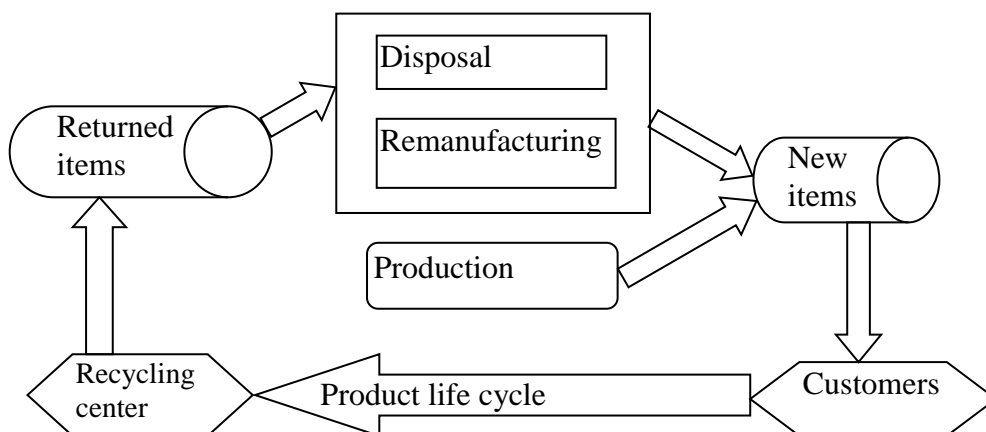 Disposal
Returned
items
Remanufacturing
New
items
Production
Recycling
center
Product life cycle
Customers